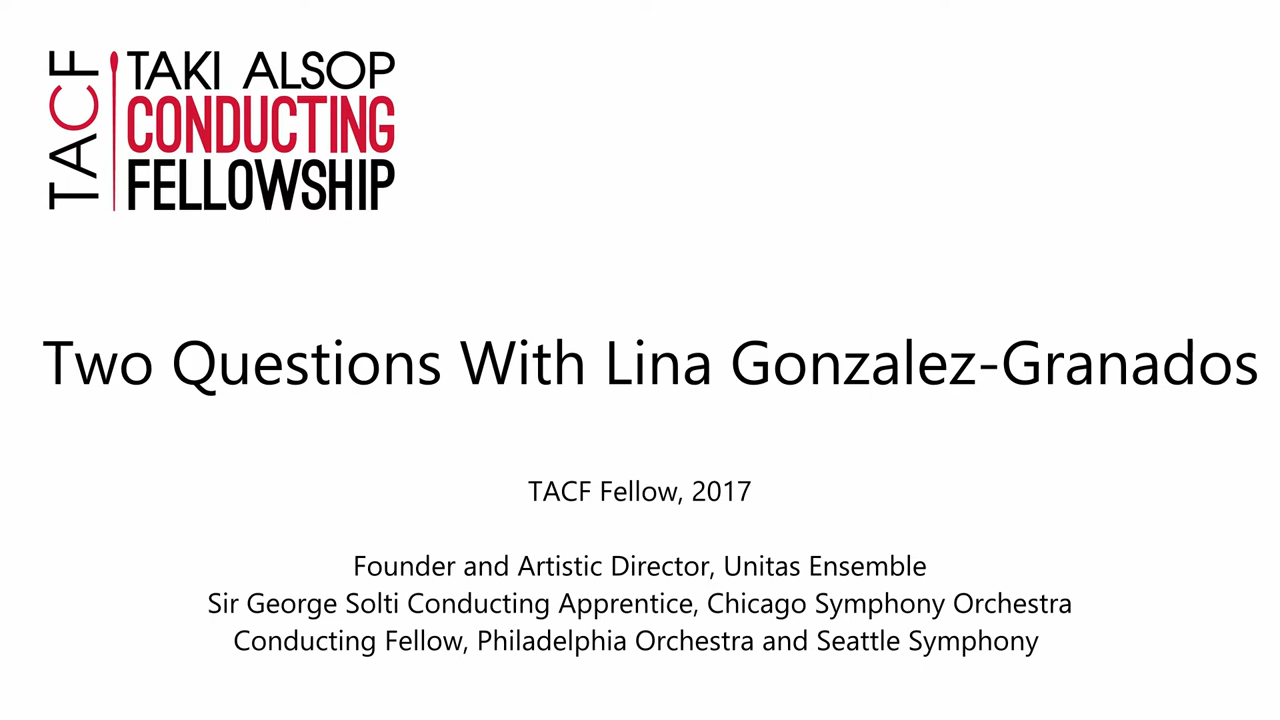 TACF
TAKI ALSOP
CONDUCTING
FELLOWSHIP
Two Questions With Lina Gonzalez-Granados
TACF Fellow, 2017
Founder and Artistic Director, Unitas Ensemble
Sir George Solti Conducting Apprentice, Chicago Symphony Orchestra
Conducting Fellow, Philadelphia Orchestra and Seattle Symphony